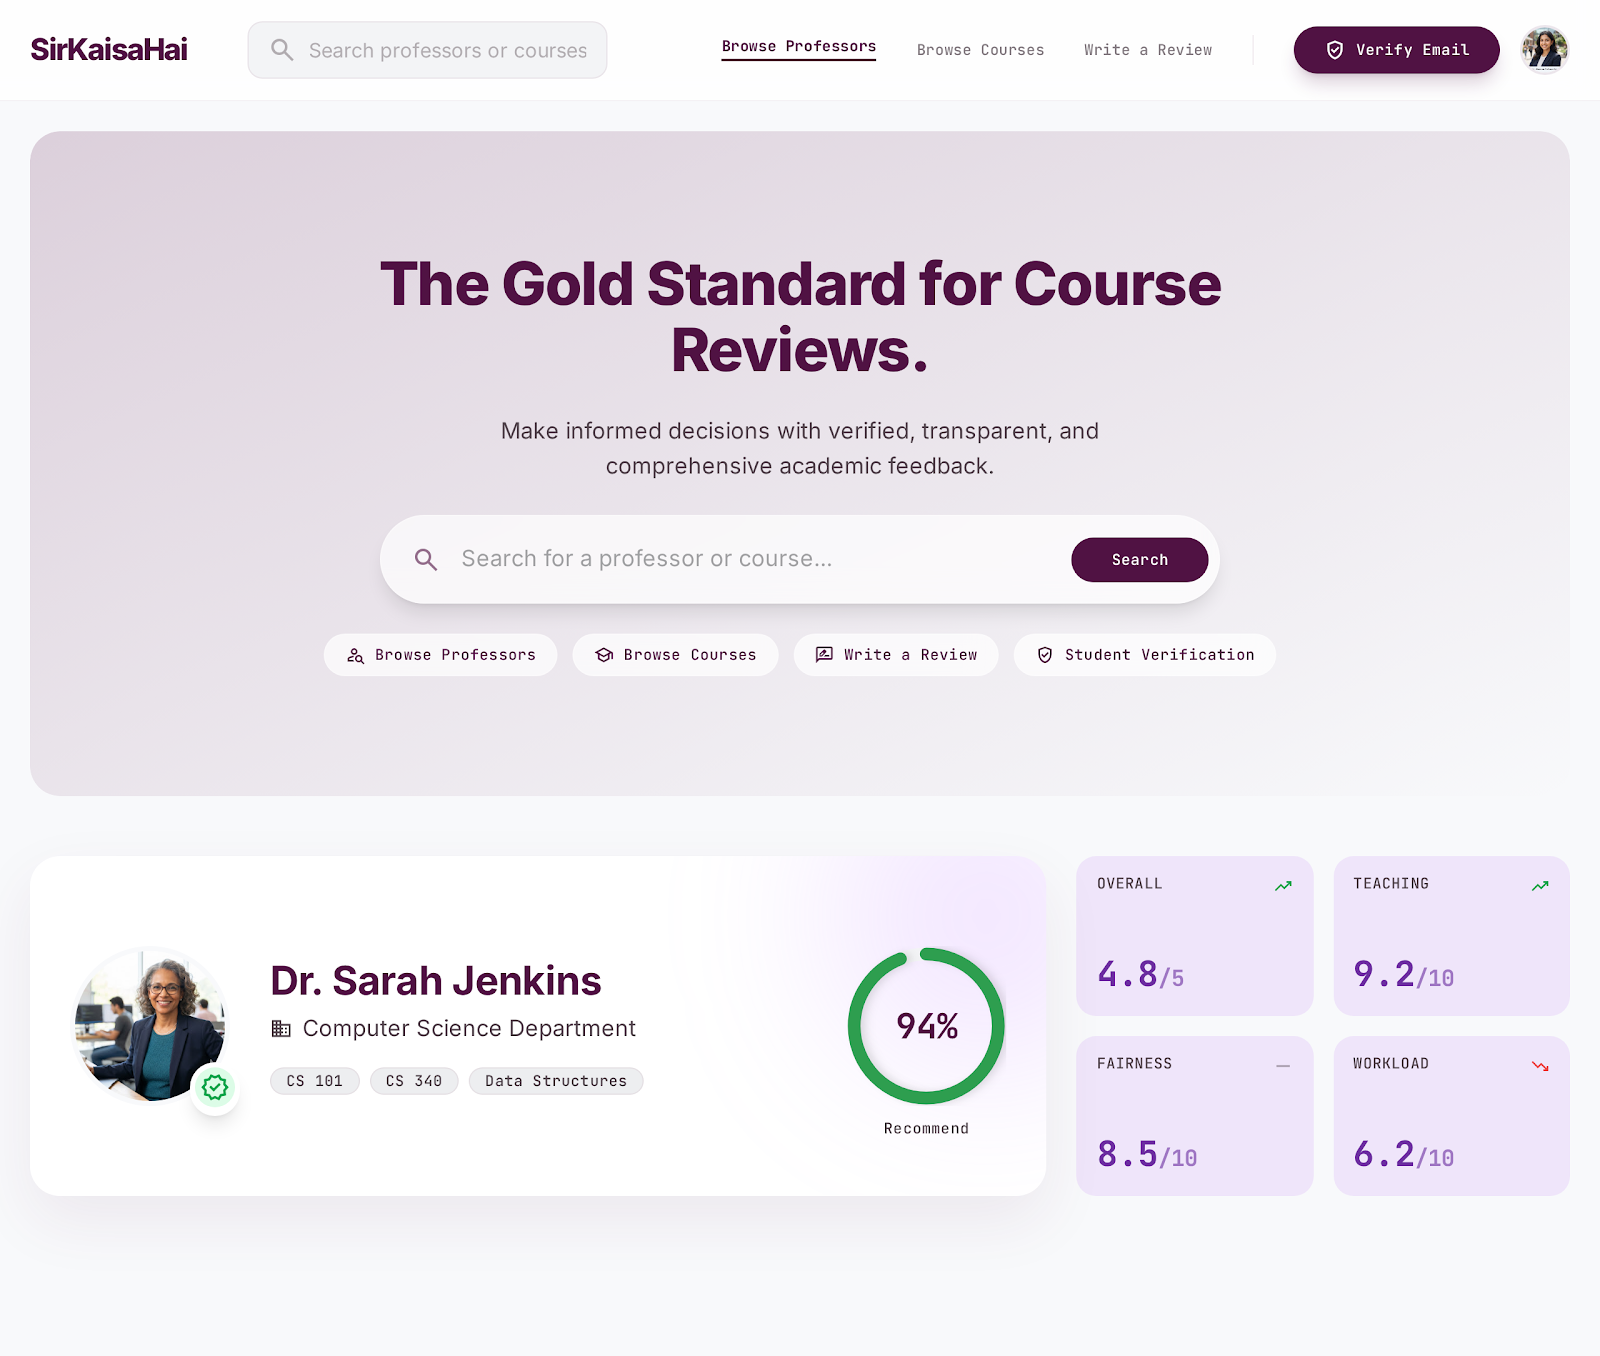 SirKaisaHai
Search professors or courses
Browse Professors
Browse Courses
Write a Review
Verify Email
The Gold Standard for Course
Reviews.
Make informed decisions with verified, transparent, and
comprehensive academic feedback.
Search for a professor or course...
Search
Browse Professors
Browse Courses
Write a Review
Student Verification
Dr. Sarah Jenkins
Computer Science Department
CS 101
CS 340
Data Structures
94%
Recommend
OVERALL
4.8/5
TEACHING
9.2/10
FAIRNESS
8.5/10
WORKLOAD
6.2/10